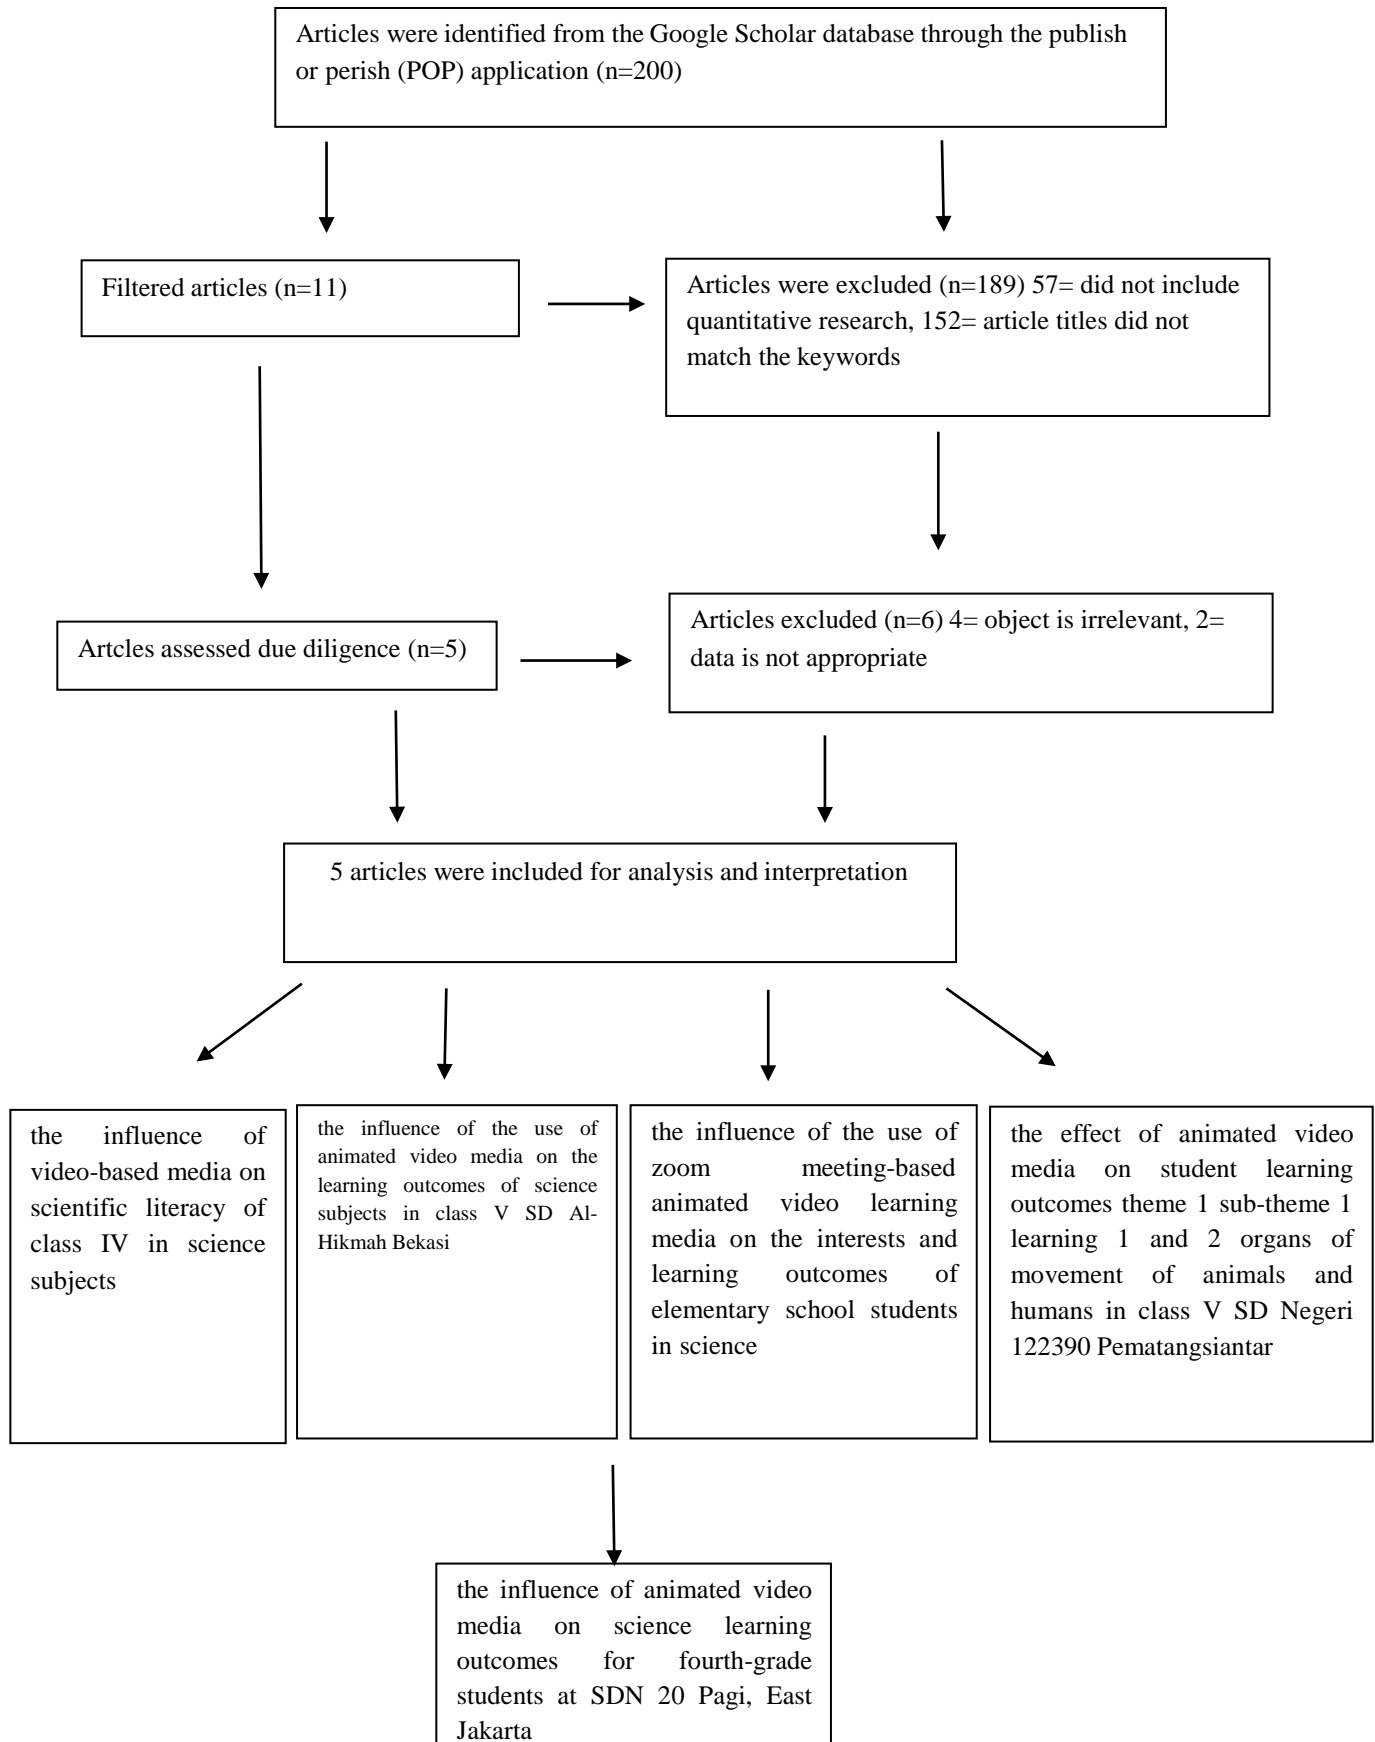 Articles were identified from the Google Scholar database through the publish
or perish (POP) application (n=200)
Filtered articles (n=11)
Articles were excluded (n=189) 57= did not include
quantitative research, 152= article titles did not
match the keywords
Artcles assessed due diligence (n=5)
Articles excluded (n=6) 4= object is irrelevant, 2=
data is not appropriate
5 articles were included for analysis and interpretation
the influence of
video-based media on
scientific literacy of
class IV in science
subjects
the influence of the use of
animated video media on the
learning outcomes of science
subjects in class V SD Al-
Hikmah Bekasi
the influence of the use of
zoom meeting-based
animated video learning
media on the interests and
learning outcomes of
elementary school students
in science
the effect of animated video
media on student learning
outcomes theme 1 sub-theme 1
learning 1 and 2 organs of
movement of animals and
humans in class V SD Negeri
122390 Pematangsiantar
the influence of animated video
media on science learning
outcomes for fourth-grade
students at SDN 20 Pagi, East
Jakarta